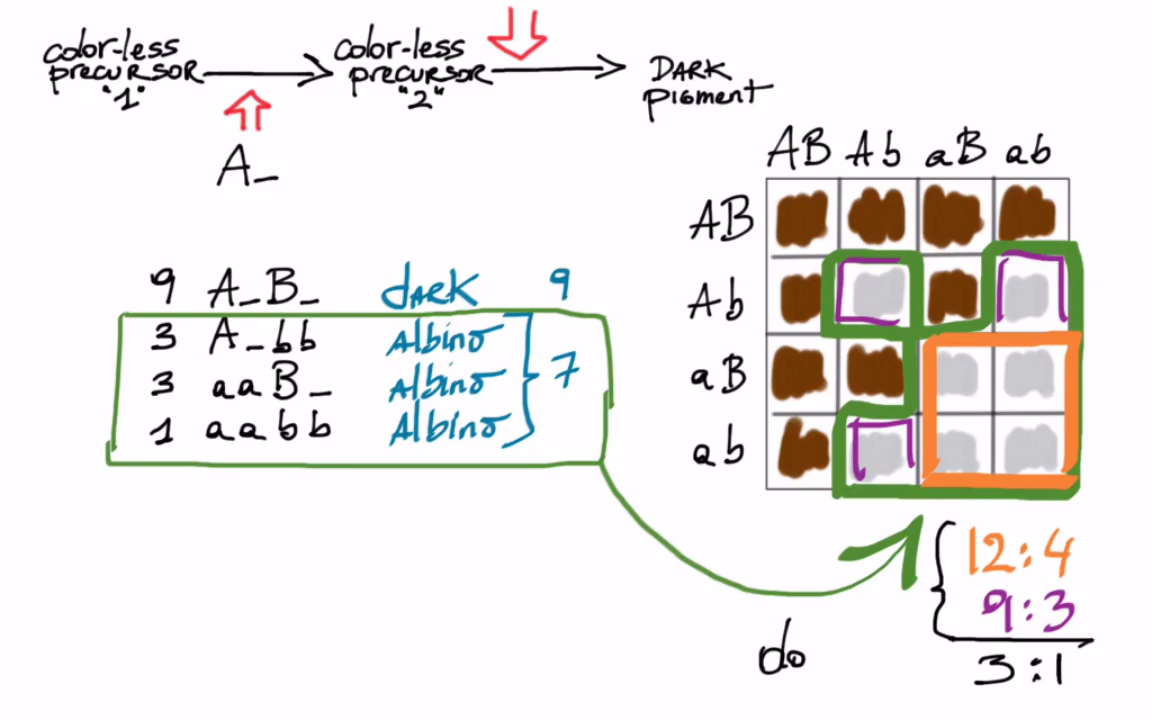 color-less precursor "1"
color-less precursor "2"
DARK Pigment
A_
AB Ab aB ab
AB
Ab
aB
ab
9 A_B_ dARK 9
3 A_bb Albino
3 aaB_ Albino
1 aabb Albino
7
12:4
9:3
3:1
do